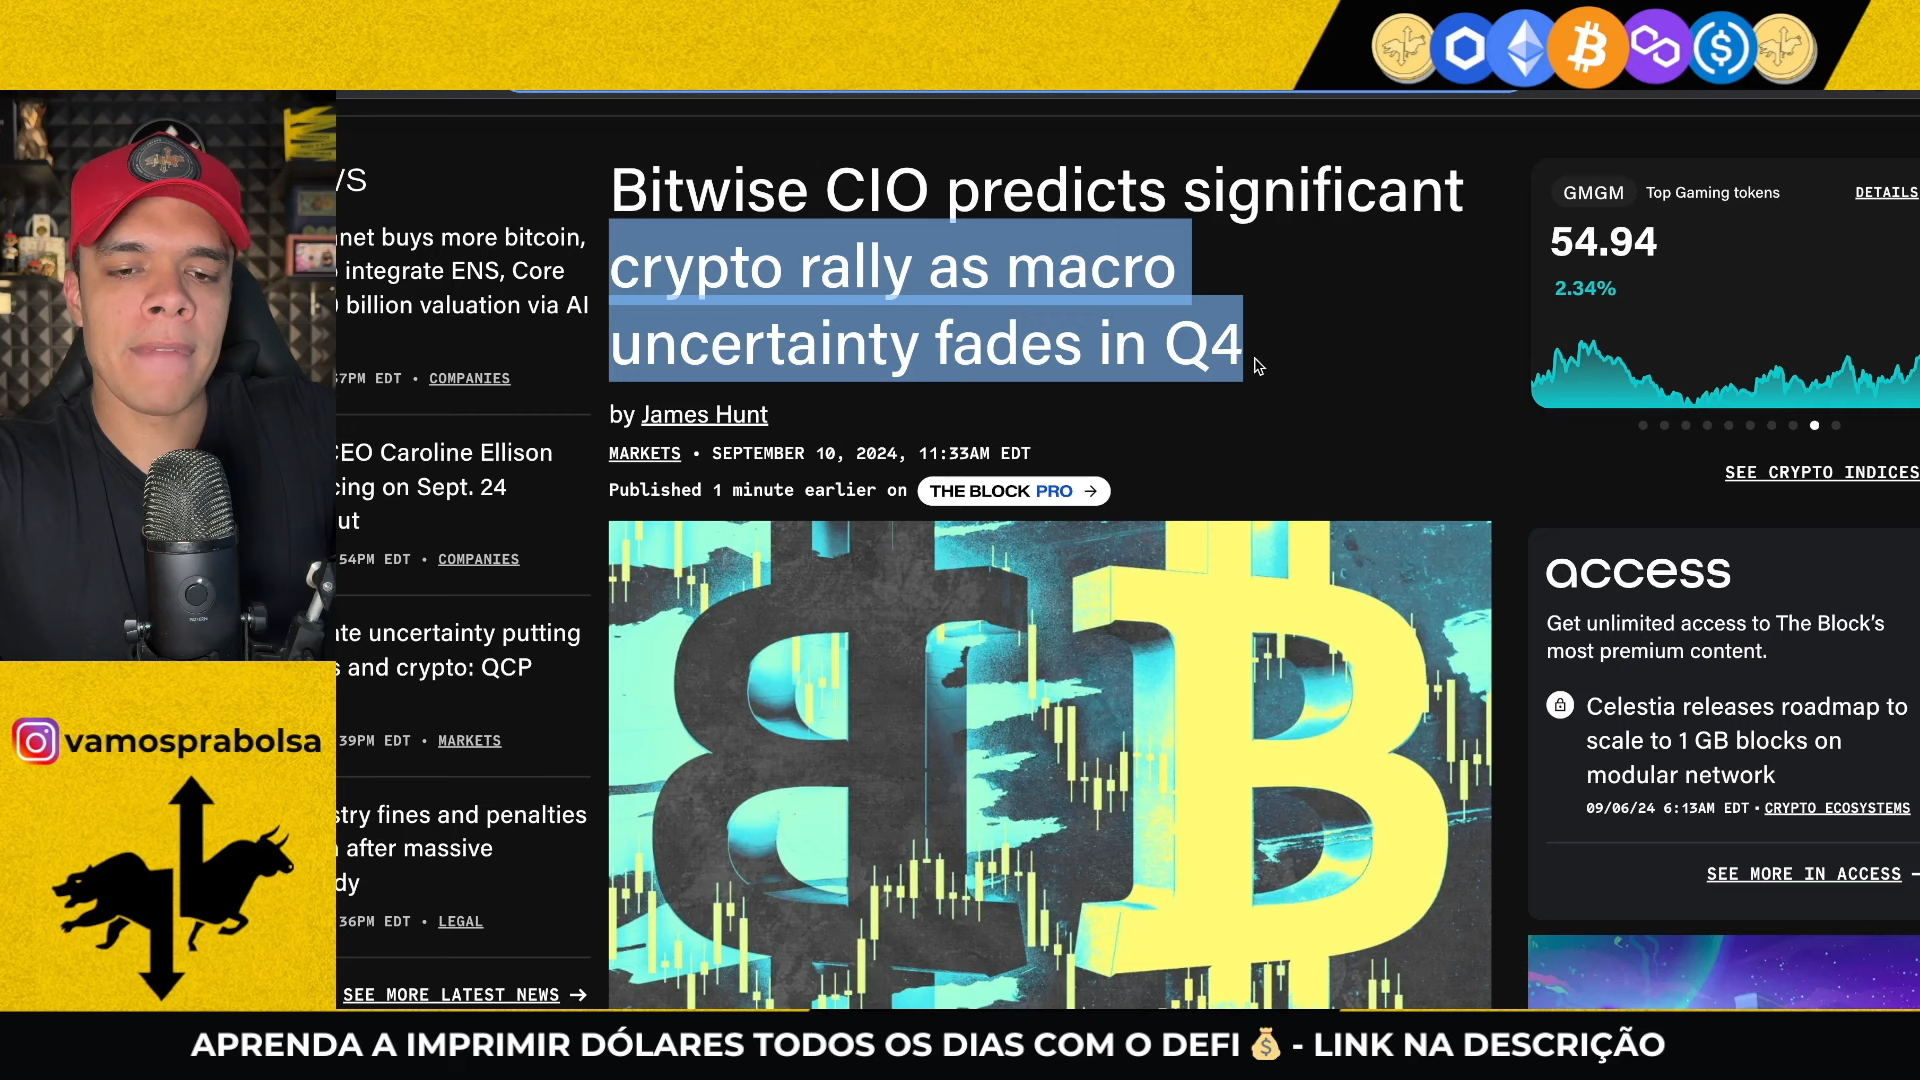 VS
net buys more bitcoin,
integrate ENS, Core
billion valuation via AI
57PM EDT • COMPANIES
CEO Caroline Ellison
cing on Sept. 24
ut
54PM EDT • COMPANIES
ate uncertainty putting
s and crypto: QCP
39PM EDT • MARKETS
stry fines and penalties
after massive
dy
36PM EDT • LEGAL
SEE MORE LATEST NEWS →
Bitwise CIO predicts significant
crypto rally as macro
uncertainty fades in Q4
by James Hunt
MARKETS • SEPTEMBER 10, 2024, 11:33AM EDT
Published 1 minute earlier on THE BLOCK PRO →
GMGM Top Gaming tokens DETAILS
54.94
2.34%
SEE CRYPTO INDICES
access
Get unlimited access to The Block's
most premium content.
Celestia releases roadmap to
scale to 1 GB blocks on
modular network
09/06/24 6:13AM EDT • CRYPTO ECOSYSTEMS
SEE MORE IN ACCESS
vamosprabolsa
APRENDA A IMPRIMIR DÓLARES TODOS OS DIAS COM O DEFI 💰 - LINK NA DESCRIÇÃO